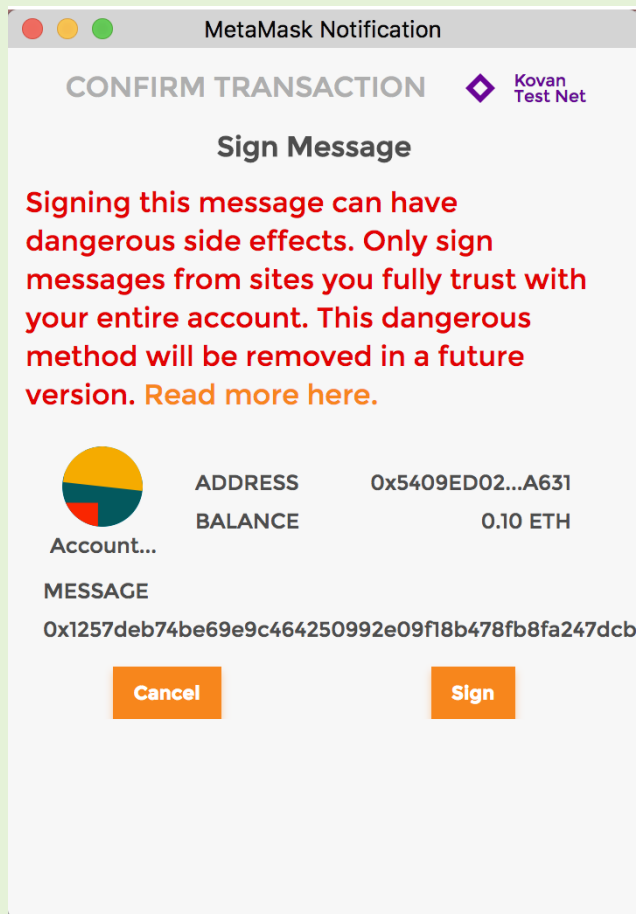 MetaMask Notification
CONFIRM TRANSACTION
Kovan
Test Net
Sign Message
Signing this message can have
dangerous side effects. Only sign
messages from sites you fully trust with
your entire account. This dangerous
method will be removed in a future
version. Read more here.
ADDRESS 0x5409ED02...A631
BALANCE 0.10 ETH
Account...
MESSAGE
0x1257deb74be69e9c464250992e09f18b478fb8fa247dcb
Cancel Sign